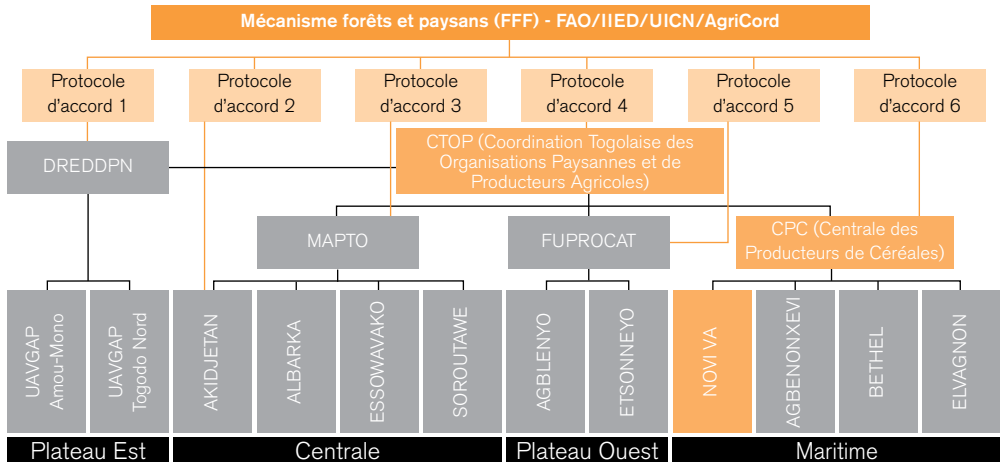 Mécanisme forêts et paysans (FFF) - FAO/IIED/UICN/AgriCord
Protocole
d'accord 1
Protocole
d'accord 2
Protocole
d'accord 3
Protocole
d'accord 4
Protocole
d'accord 5
Protocole
d'accord 6
DREDDPN
CTOP (Coordination Togolaise des
Organisations Paysannes et de
Producteurs Agricoles)
MAPTO
FUPROCAT
CPC (Centrale des
Producteurs de Céréales)
UAVGAP
Amou-Mono
UAVGAP
Togodo Nord
AKIDJETAN
ALBARKA
ESSOWAVAKO
SOROUTAWE
AGBLENYO
ETSONNEYO
NOVI VA
AGBENONXEVI
BETHEL
ELVAGNON
Plateau Est
Centrale
Plateau Ouest
Maritime